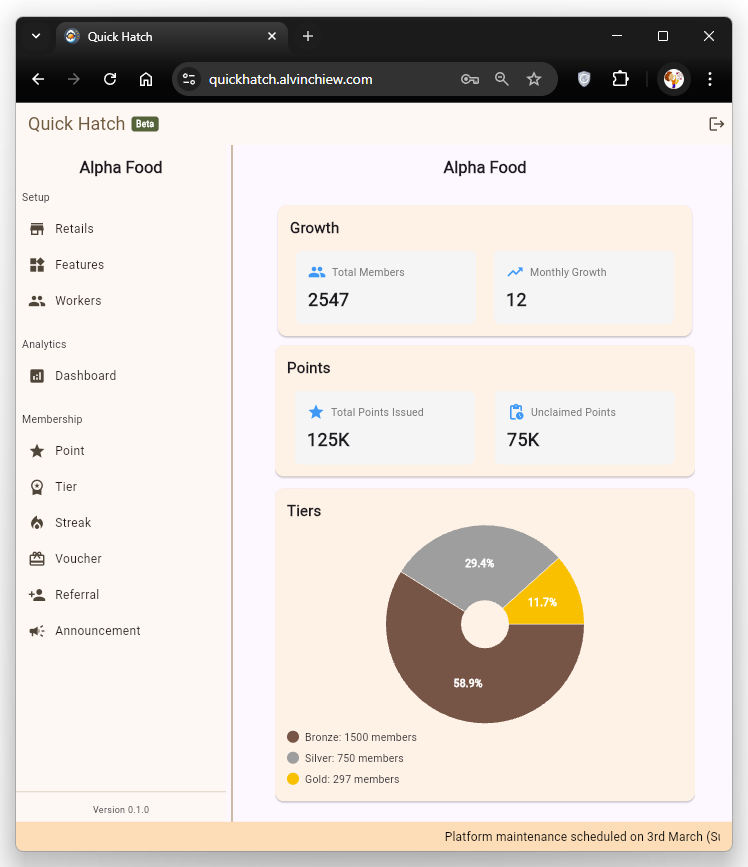 Quick Hatch
quickhatch.alvinchiew.com
Quick Hatch Beta
Alpha Food
Setup
Retails
Features
Workers
Analytics
Dashboard
Membership
Point
Tier
Streak
Voucher
Referral
Announcement
Version 0.1.0
Alpha Food
Growth
Total Members
2547
Monthly Growth
12
Points
Total Points Issued
125K
Unclaimed Points
75K
Tiers
29.4%
11.7%
58.9%
Bronze: 1500 members
Silver: 750 members
Gold: 297 members
Platform maintenance scheduled on 3rd March